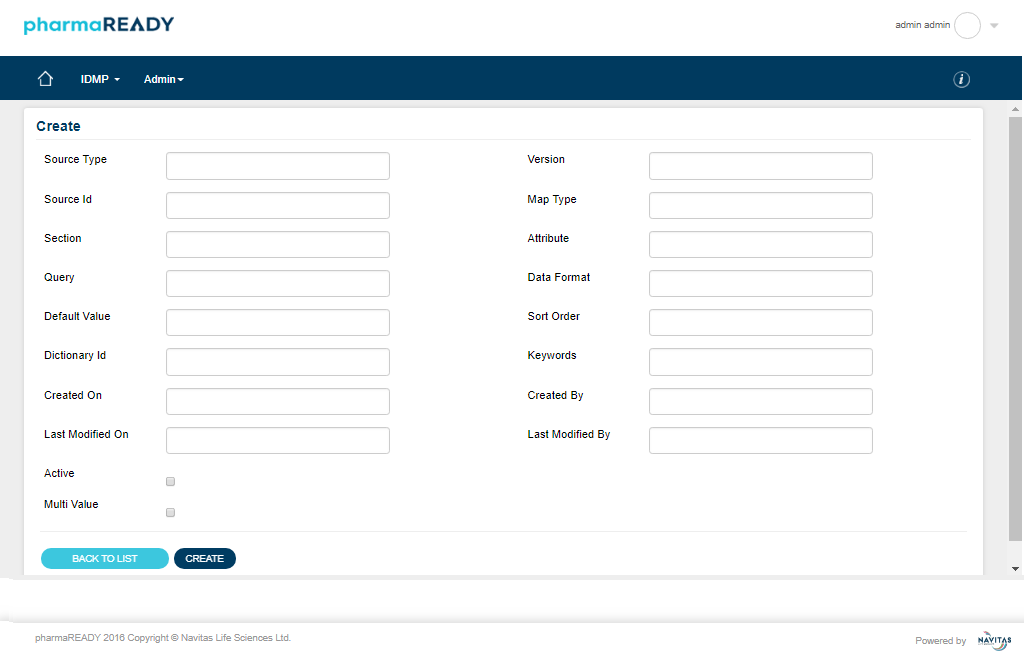 pharmaREADY
admin admin
IDMP Admin
Create
Source Type Version
Source Id Map Type
Section Attribute
Query Data Format
Default Value Sort Order
Dictionary Id Keywords
Created On Created By
Last Modified On Last Modified By
Active
Multi Value
BACK TO LIST CREATE
pharmaREADY 2016 Copyright © Navitas Life Sciences Ltd.
Powered by NAVITAS